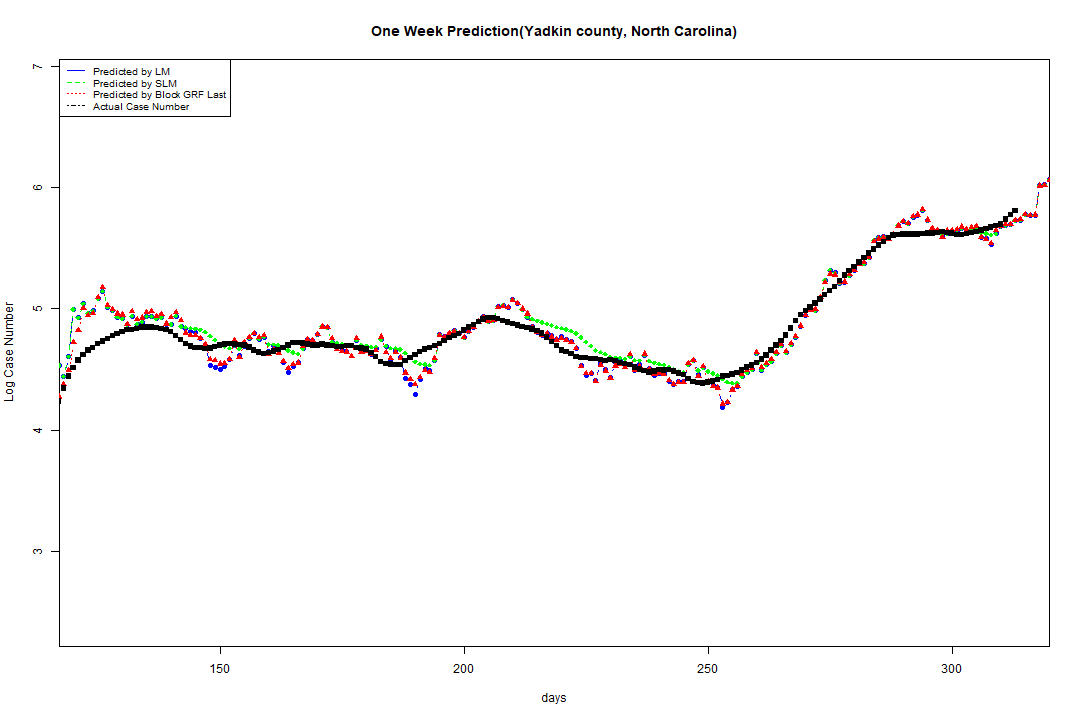 One Week Prediction(Yadkin county, North Carolina)
Predicted by LM
Predicted by SLM
Predicted by Block GRF Last
Actual Case Number
Log Case Number
7
6
5
4
3
150 200 250 300
days